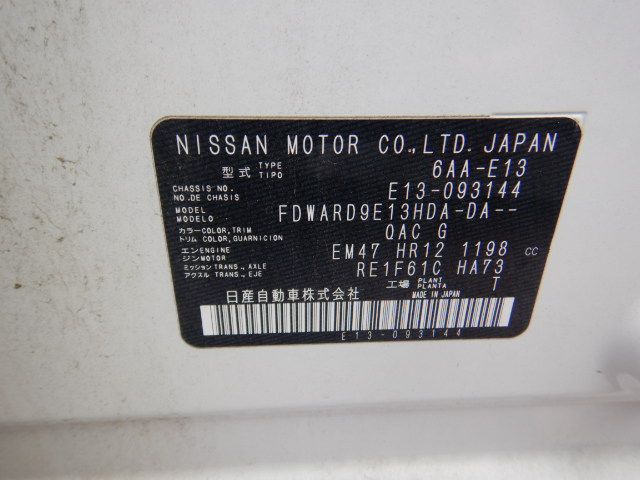 NISSAN MOTOR CO.,LTD. JAPAN
型式 TYPE TIPO 6AA-E13
CHASSIS NO. NO.DE CHASIS E13-093144
MODEL MODELO FDWARD9E13HDA-DA--
カラー COLOR,TRIM
トリム COLOR,GUARNICION QAC G
エンジン ENGINE MOTOR EM47 HR12 1198 CC
ミッション TRANS., AXLE
アクスル TRANS., EJE RE1F61C HA73
工場 PLANT PLANTA T
日産自動車株式会社 MADE IN JAPAN
E13-093144